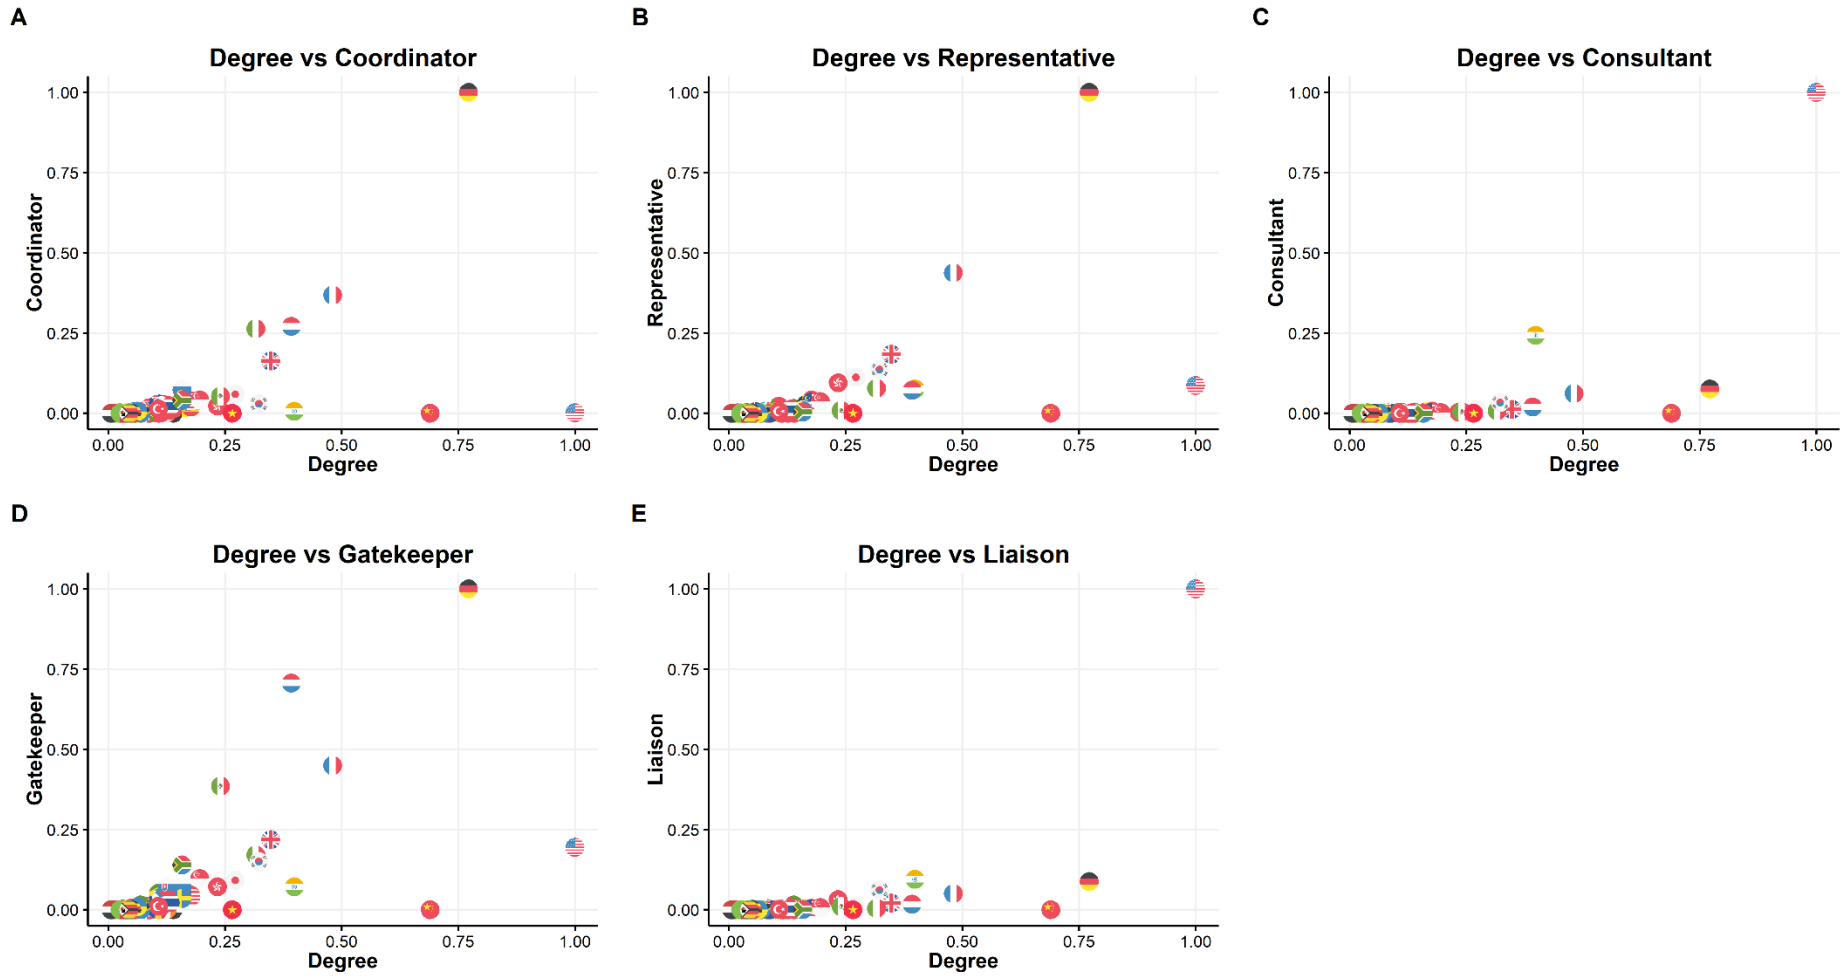 A
Degree vs Coordinator
Coordinator
1.00
0.75
0.50
0.25
0.00
0.00 0.25 0.50 0.75 1.00
Degree
B
Degree vs Representative
Representative
1.00
0.75
0.50
0.25
0.00
0.00 0.25 0.50 0.75 1.00
Degree
C
Degree vs Consultant
Consultant
1.00
0.75
0.50
0.25
0.00
0.00 0.25 0.50 0.75 1.00
Degree
D
Degree vs Gatekeeper
Gatekeeper
1.00
0.75
0.50
0.25
0.00
0.00 0.25 0.50 0.75 1.00
Degree
E
Degree vs Liaison
Liaison
1.00
0.75
0.50
0.25
0.00
0.00 0.25 0.50 0.75 1.00
Degree